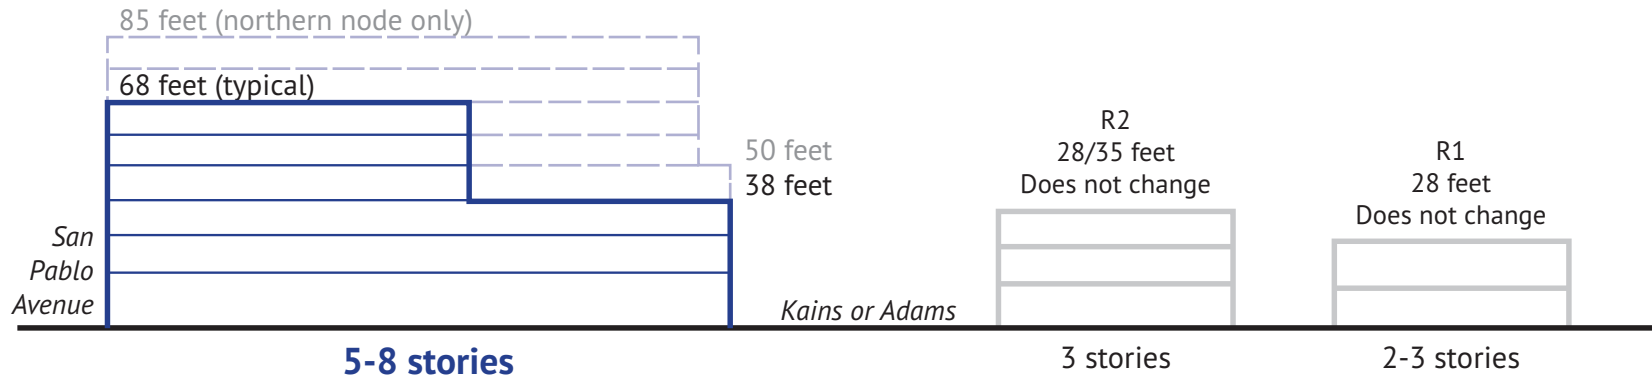 85 feet (northern node only)
68 feet (typical)
50 feet
38 feet
R2
28/35 feet
Does not change
R1
28 feet
Does not change
San
Pablo
Avenue
Kains or Adams
5-8 stories
3 stories
2-3 stories